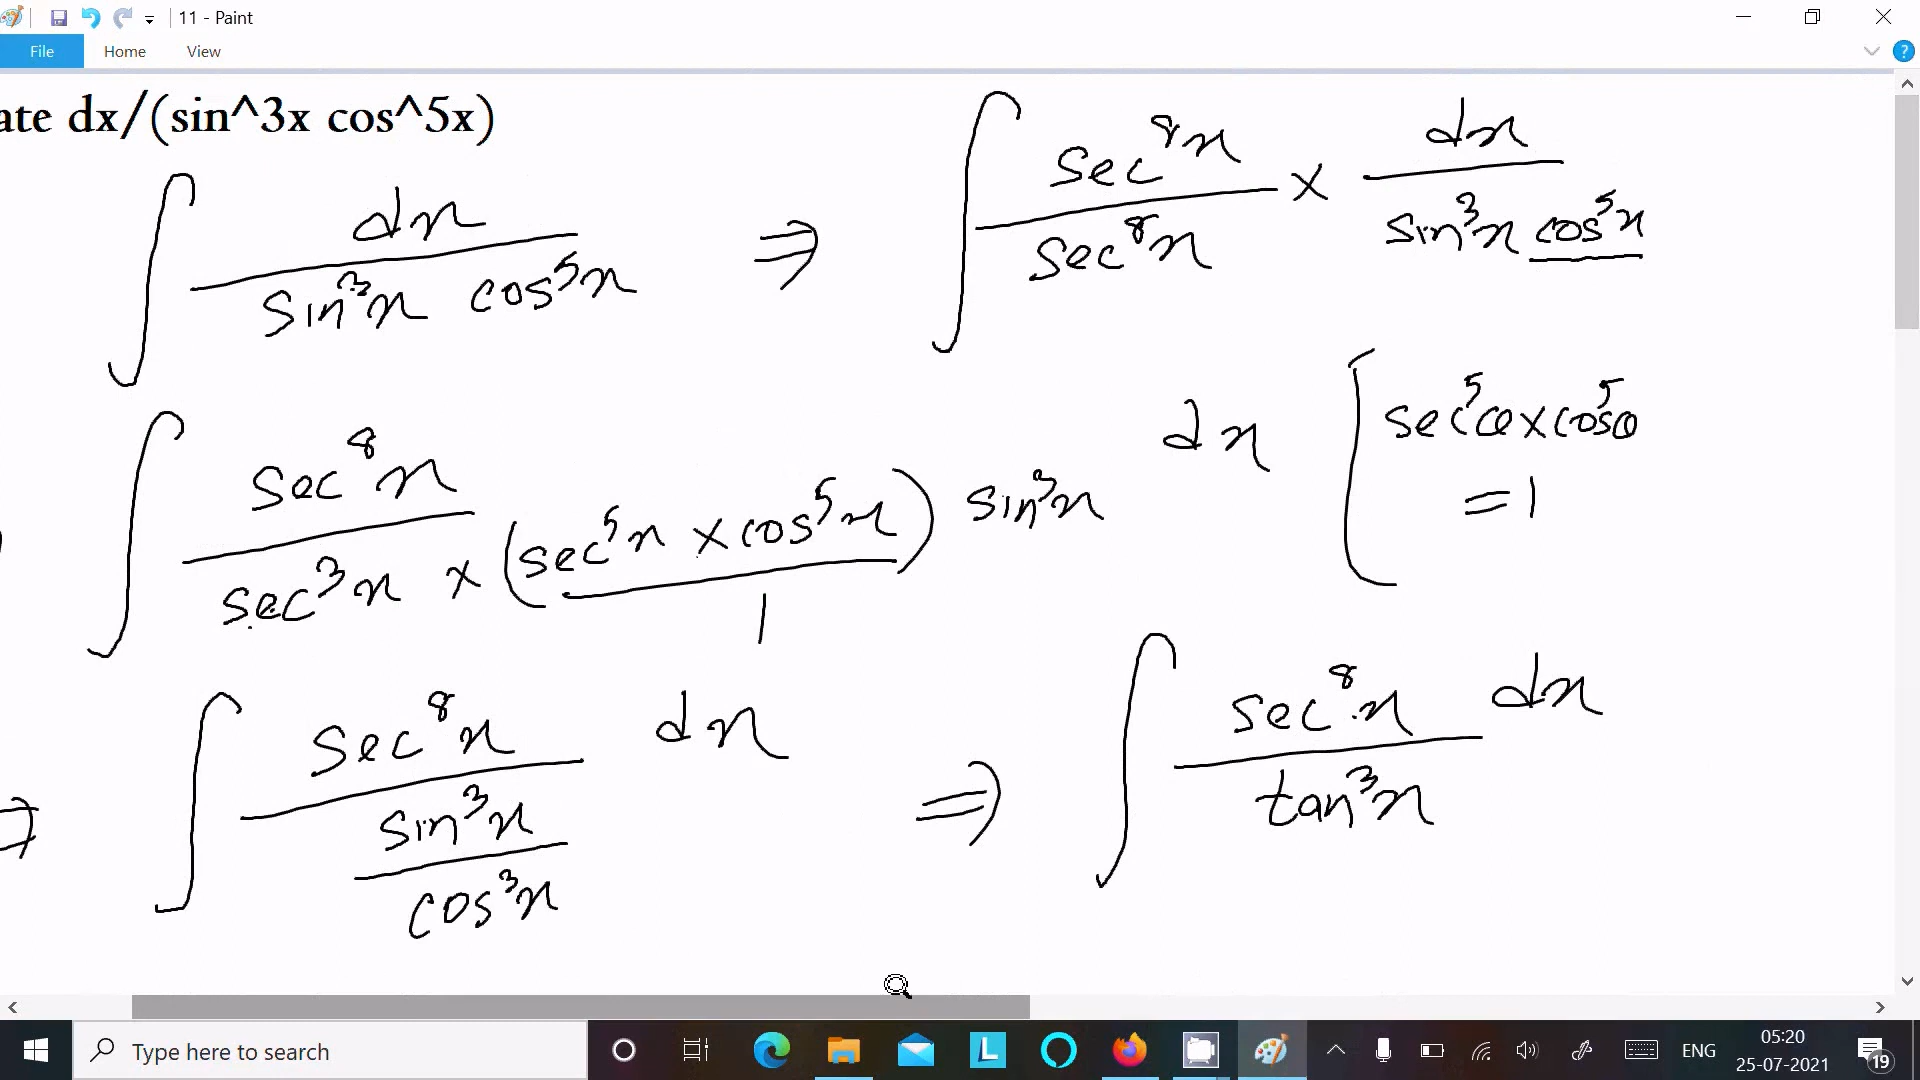 11 - Paint
File Home View
ate dx/(sin^3x cos^5x)
∫ dx / (sin³x cos⁵x) ⇒ ∫ sec⁸x / sec⁸x × dx / (sin³x cos⁵x)
∫ sec⁸x / (sec³x × (sec⁵x × cos⁵x) sin³x) dx [ sec⁵θ × cos⁵θ
= 1
1
⇒ ∫ sec⁸x / (sin³x / cos³x) dx ⇒ ∫ sec⁸x / tan³x dx
Type here to search
ENG
05:20
25-07-2021
19